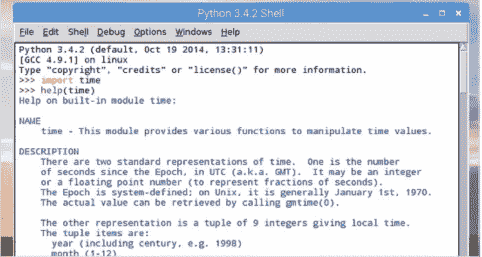 Python 3.4.2 Shell
File Edit Shell Debug Options Windows Help
Python 3.4.2 (default, Oct 19 2014, 13:31:11)
[GCC 4.9.1] on linux
Type "copyright", "credits" or "license()" for more information.
>>> import time
>>> help(time)
Help on built-in module time:
NAME
time - This module provides various functions to manipulate time values.
DESCRIPTION
There are two standard representations of time. One is the number
of seconds since the Epoch, in UTC (a.k.a. GMT). It may be an integer
or a floating point number (to represent fractions of seconds).
The Epoch is system-defined; on Unix, it is generally January 1st, 1970.
The actual value can be retrieved by calling gmtime(0).
The other representation is a tuple of 9 integers giving local time.
The tuple items are:
year (including century, e.g. 1998)
month (1-12)